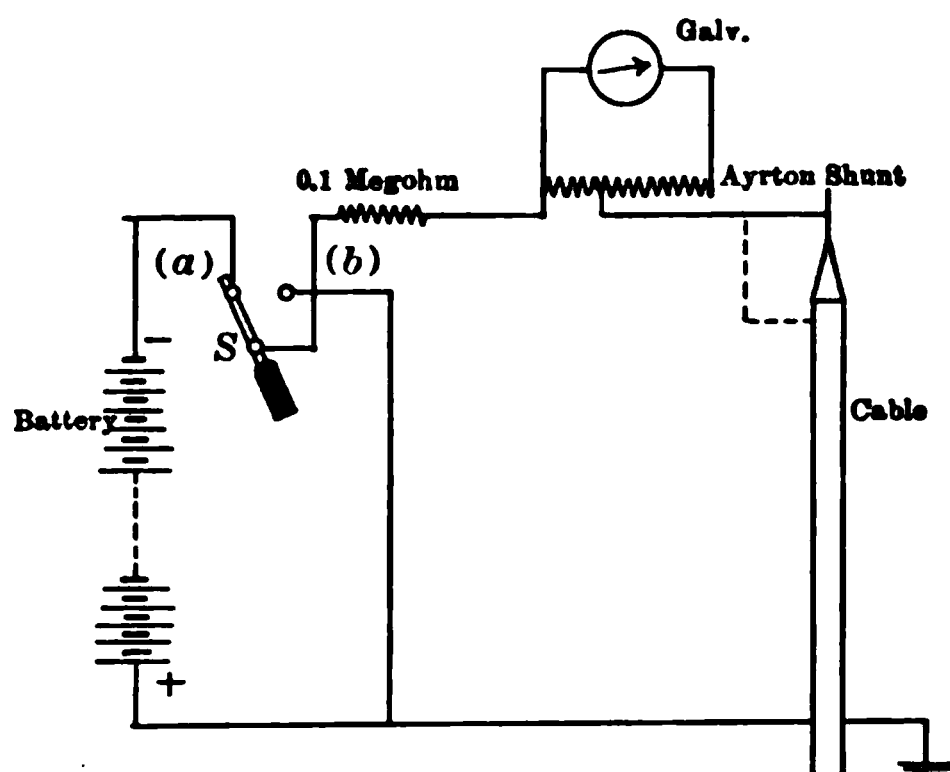 Galv.
0.1 Megohm
Ayrton Shunt
(a)
(b)
−
S
Battery
Cable
+